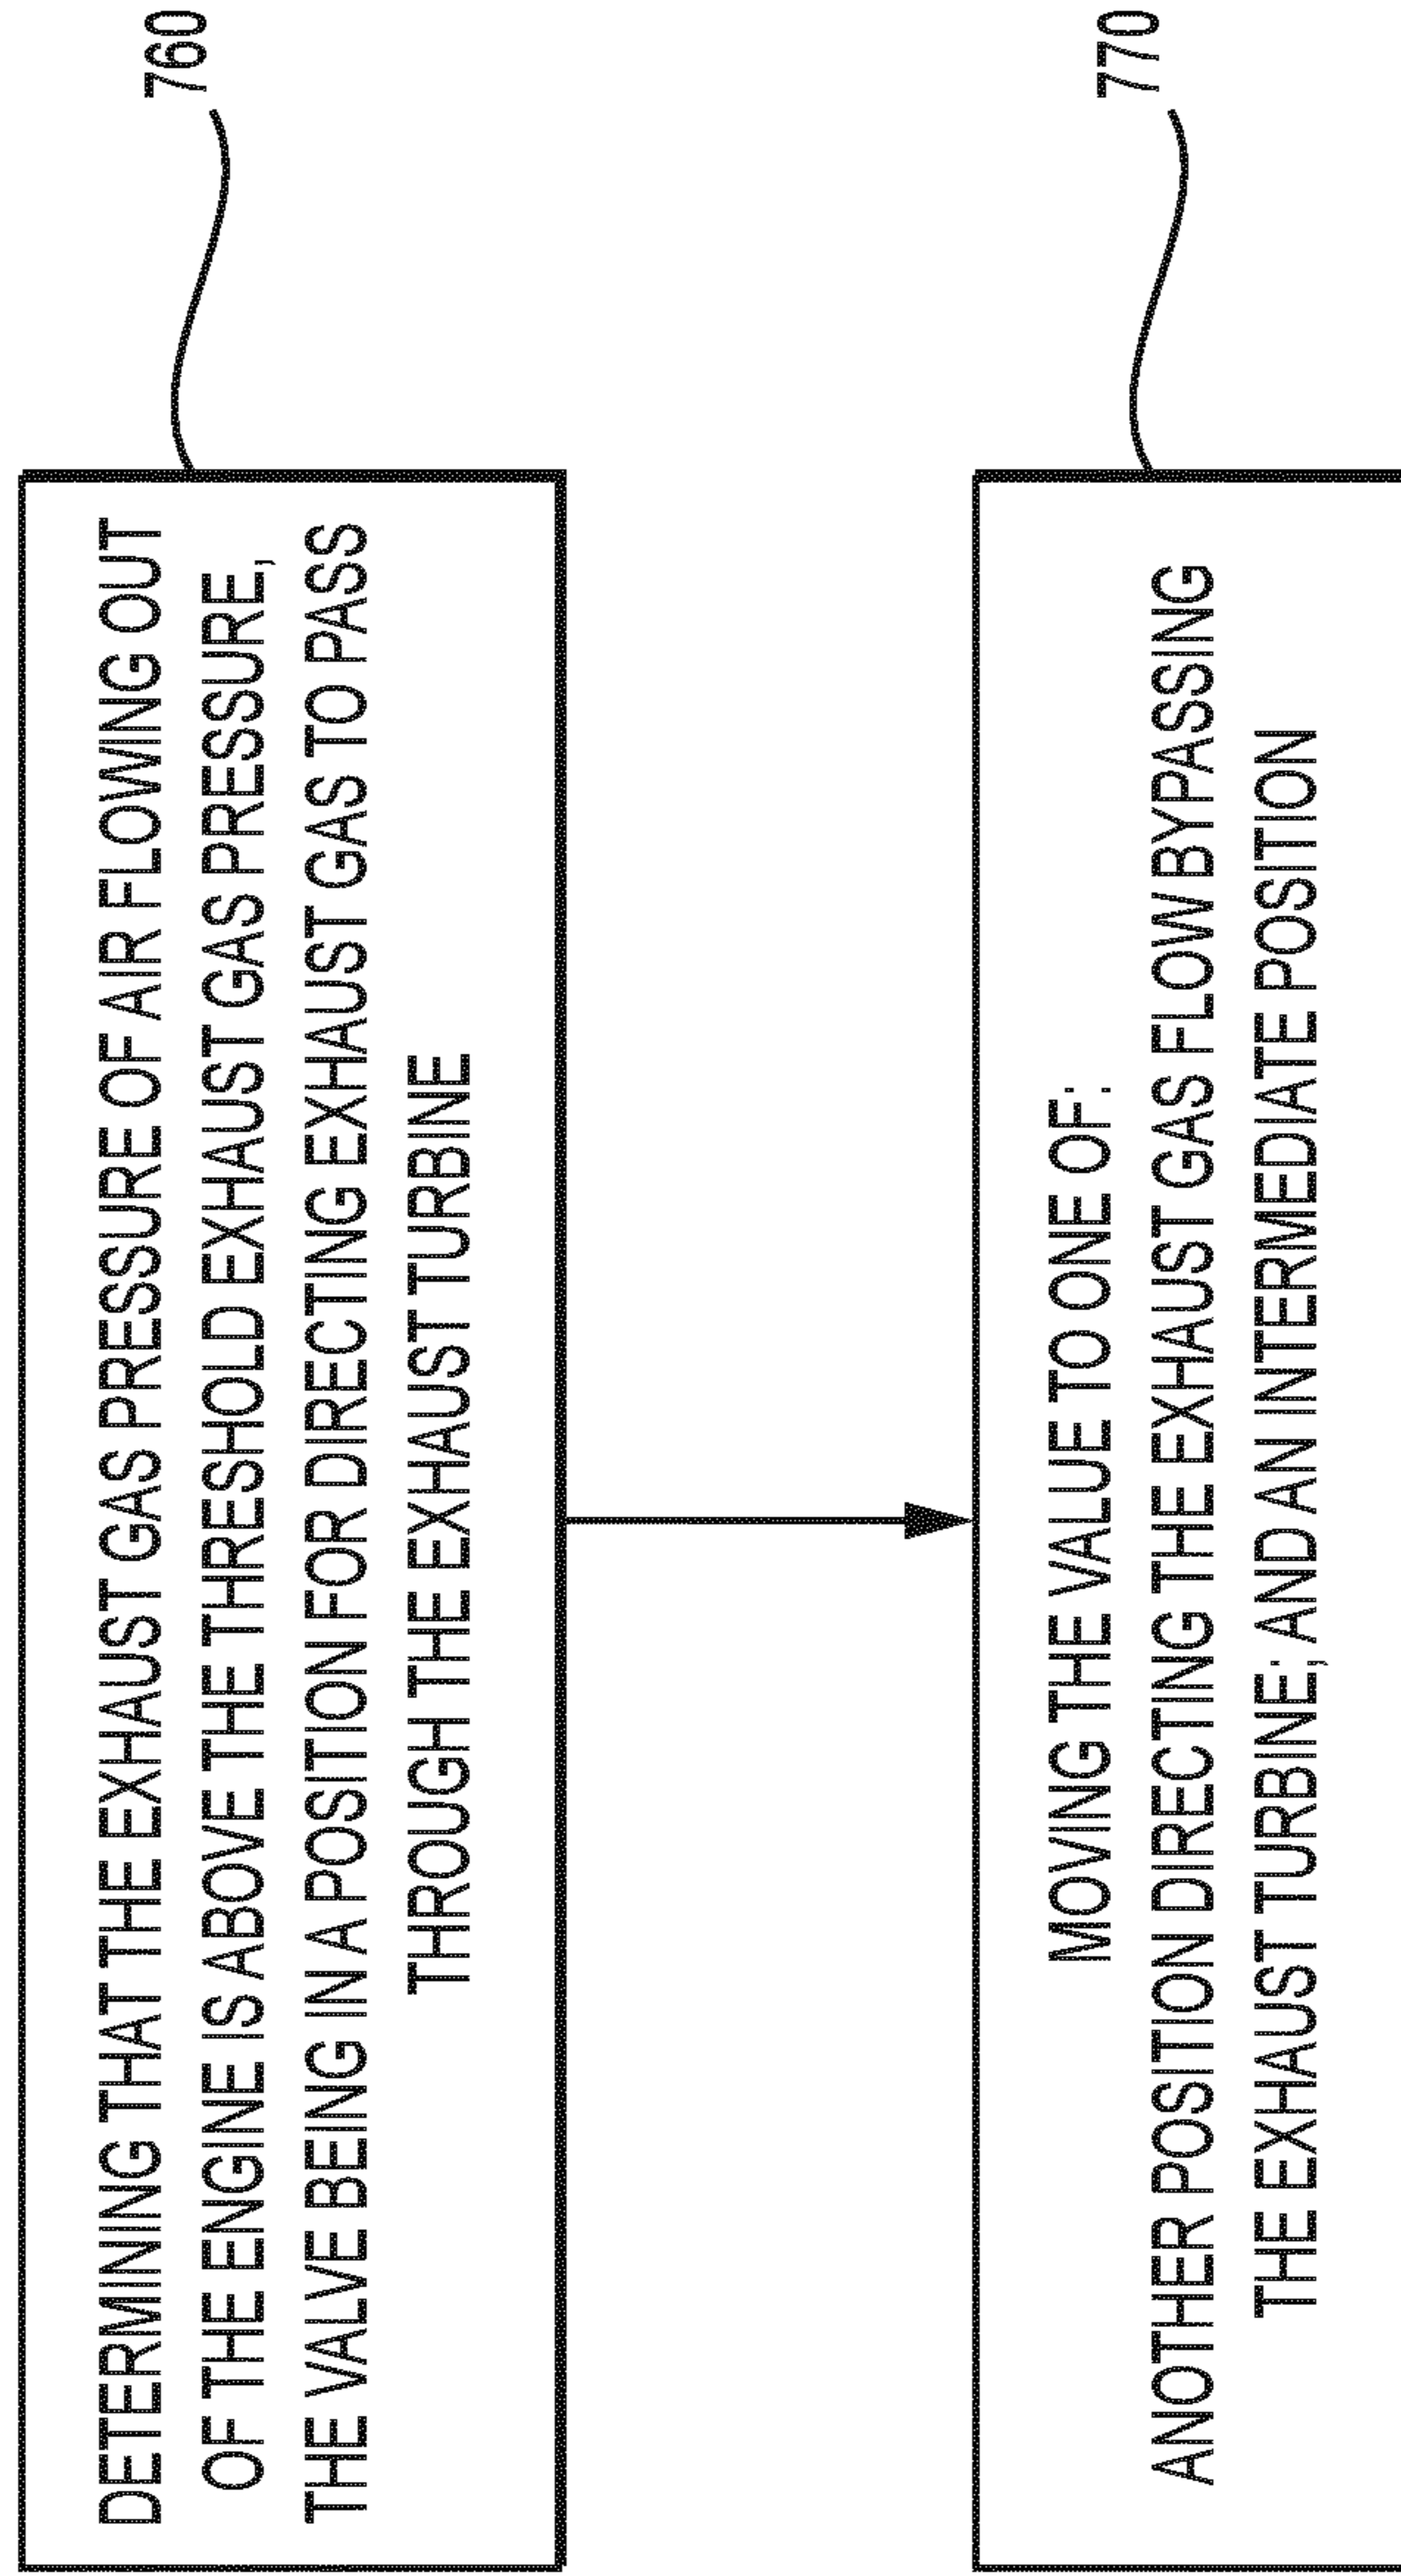 DETERMINING THAT THE EXHAUST GAS PRESSURE OF AIR FLOWING OUT
OF THE ENGINE IS ABOVE THE THRESHOLD EXHAUST GAS PRESSURE,
THE VALVE BEING IN A POSITION FOR DIRECTING EXHAUST GAS TO PASS
THROUGH THE EXHAUST TURBINE
760
MOVING THE VALUE TO ONE OF:
ANOTHER POSITION DIRECTING THE EXHAUST GAS FLOW BYPASSING
THE EXHAUST TURBINE; AND AN INTERMEDIATE POSITION
770